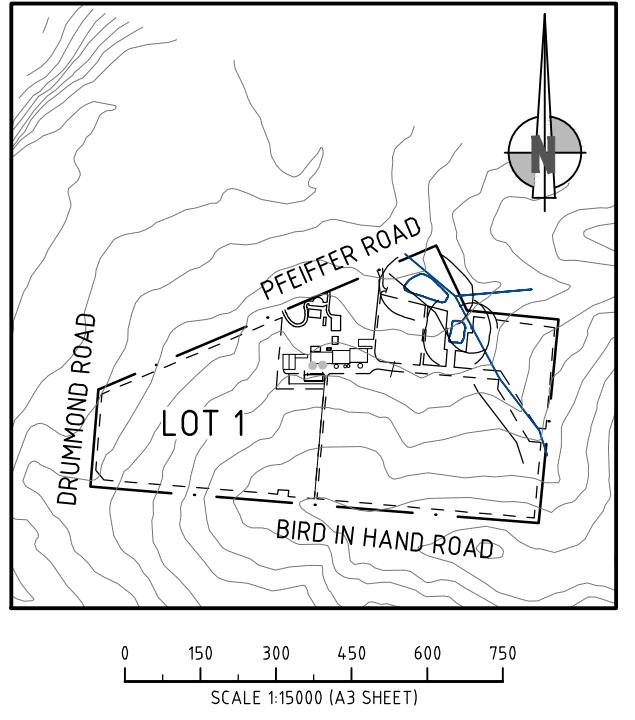 N
PFEIFFER ROAD
DRUMMOND ROAD
LOT 1
BIRD IN HAND ROAD
0 150 300 450 600 750
SCALE 1:15000 (A3 SHEET)